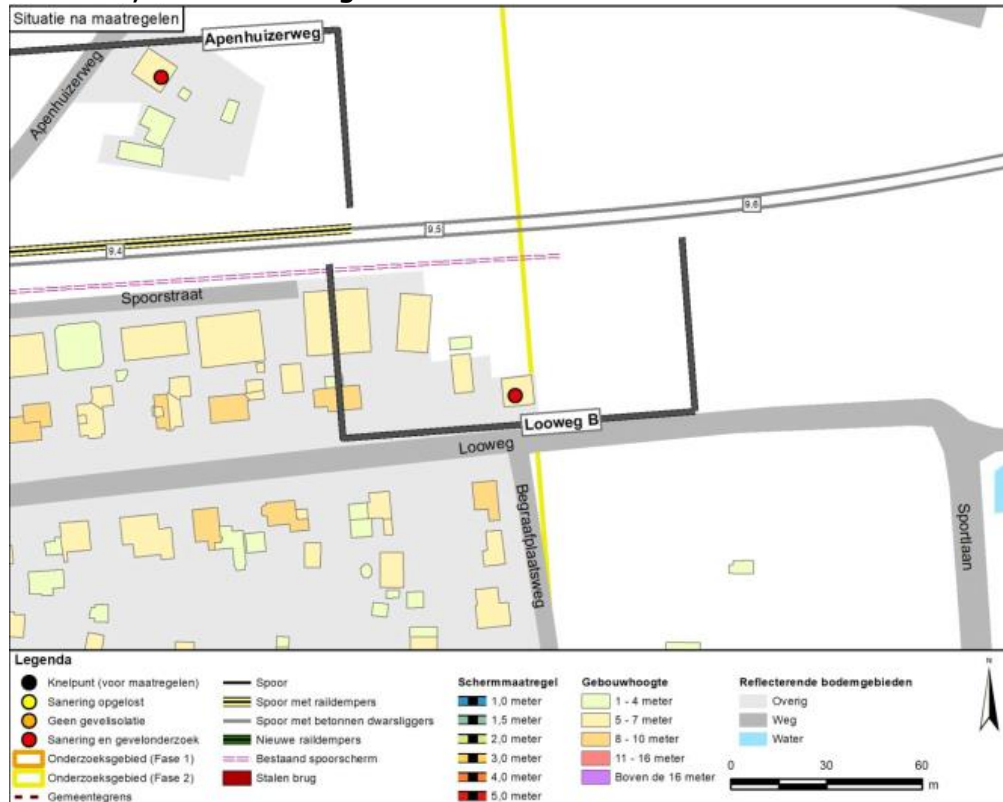 Situatie na maatregelen
Apenhuizerweg
Apenhuizerweg
9.4
9.5
9.6
Spoorstraat
Looweg B
Looweg
Begraafplaatsweg
Sportlaan
Legenda
Knelpunt (voor maatregelen)
Sanering opgelost
Geen gevelisolatie
Sanering en gevelonderzoek
Onderzoeksgebied (Fase 1)
Onderzoeksgebied (Fase 2)
Gemeentegrens
Spoor
Spoor met raildempers
Spoor met betonnen dwarsliggers
Nieuwe raildempers
Bestaand spoorscherm
Stalen brug
Schermmaatregel
1,0 meter
1,5 meter
2,0 meter
3,0 meter
4,0 meter
5,0 meter
Gebouwhoogte
1 - 4 meter
5 - 7 meter
8 - 10 meter
11 - 16 meter
Boven de 16 meter
Reflecterende bodemgebieden
Overig
Weg
Water
N
0 30 60
m